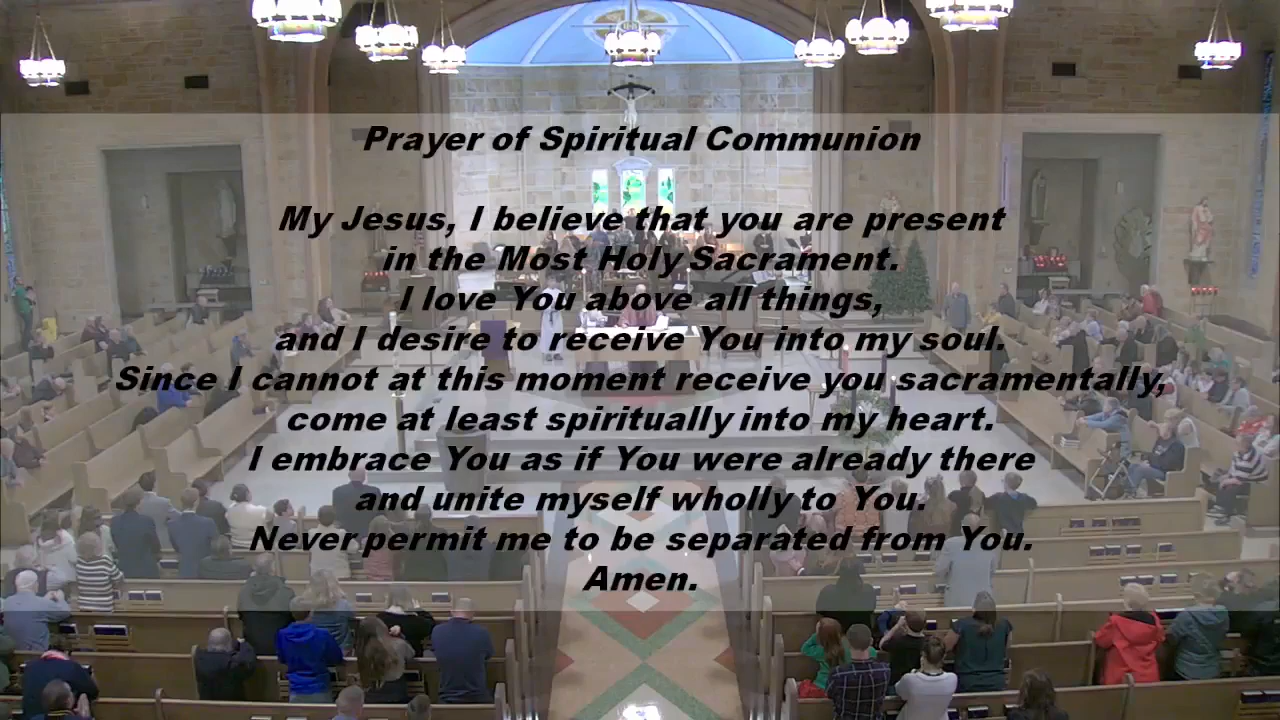 Prayer of Spiritual Communion
My Jesus, I believe that you are present
in the Most Holy Sacrament.
I love You above all things,
and I desire to receive You into my soul.
Since I cannot at this moment receive you sacramentally,
come at least spiritually into my heart.
I embrace You as if You were already there
and unite myself wholly to You.
Never permit me to be separated from You.
Amen.